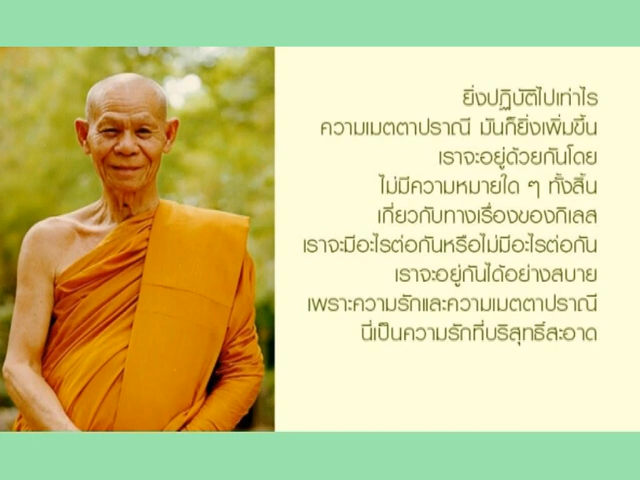 ยิ่งปฏิบัติไปเท่าไร
ความเมตตาปราณี มันก็ยิ่งเพิ่มขึ้น
เราจะอยู่ด้วยกันโดย
ไม่มีความหมายใด ๆ ทั้งสิ้น
เกี่ยวกับทางเรื่องของกิเลส
เราจะมีอะไรต่อกันหรือไม่มีอะไรต่อกัน
เราจะอยู่กันได้อย่างสบาย
เพราะความรักและความเมตตาปราณี
นี่เป็นความรักที่บริสุทธิ์สะอาด